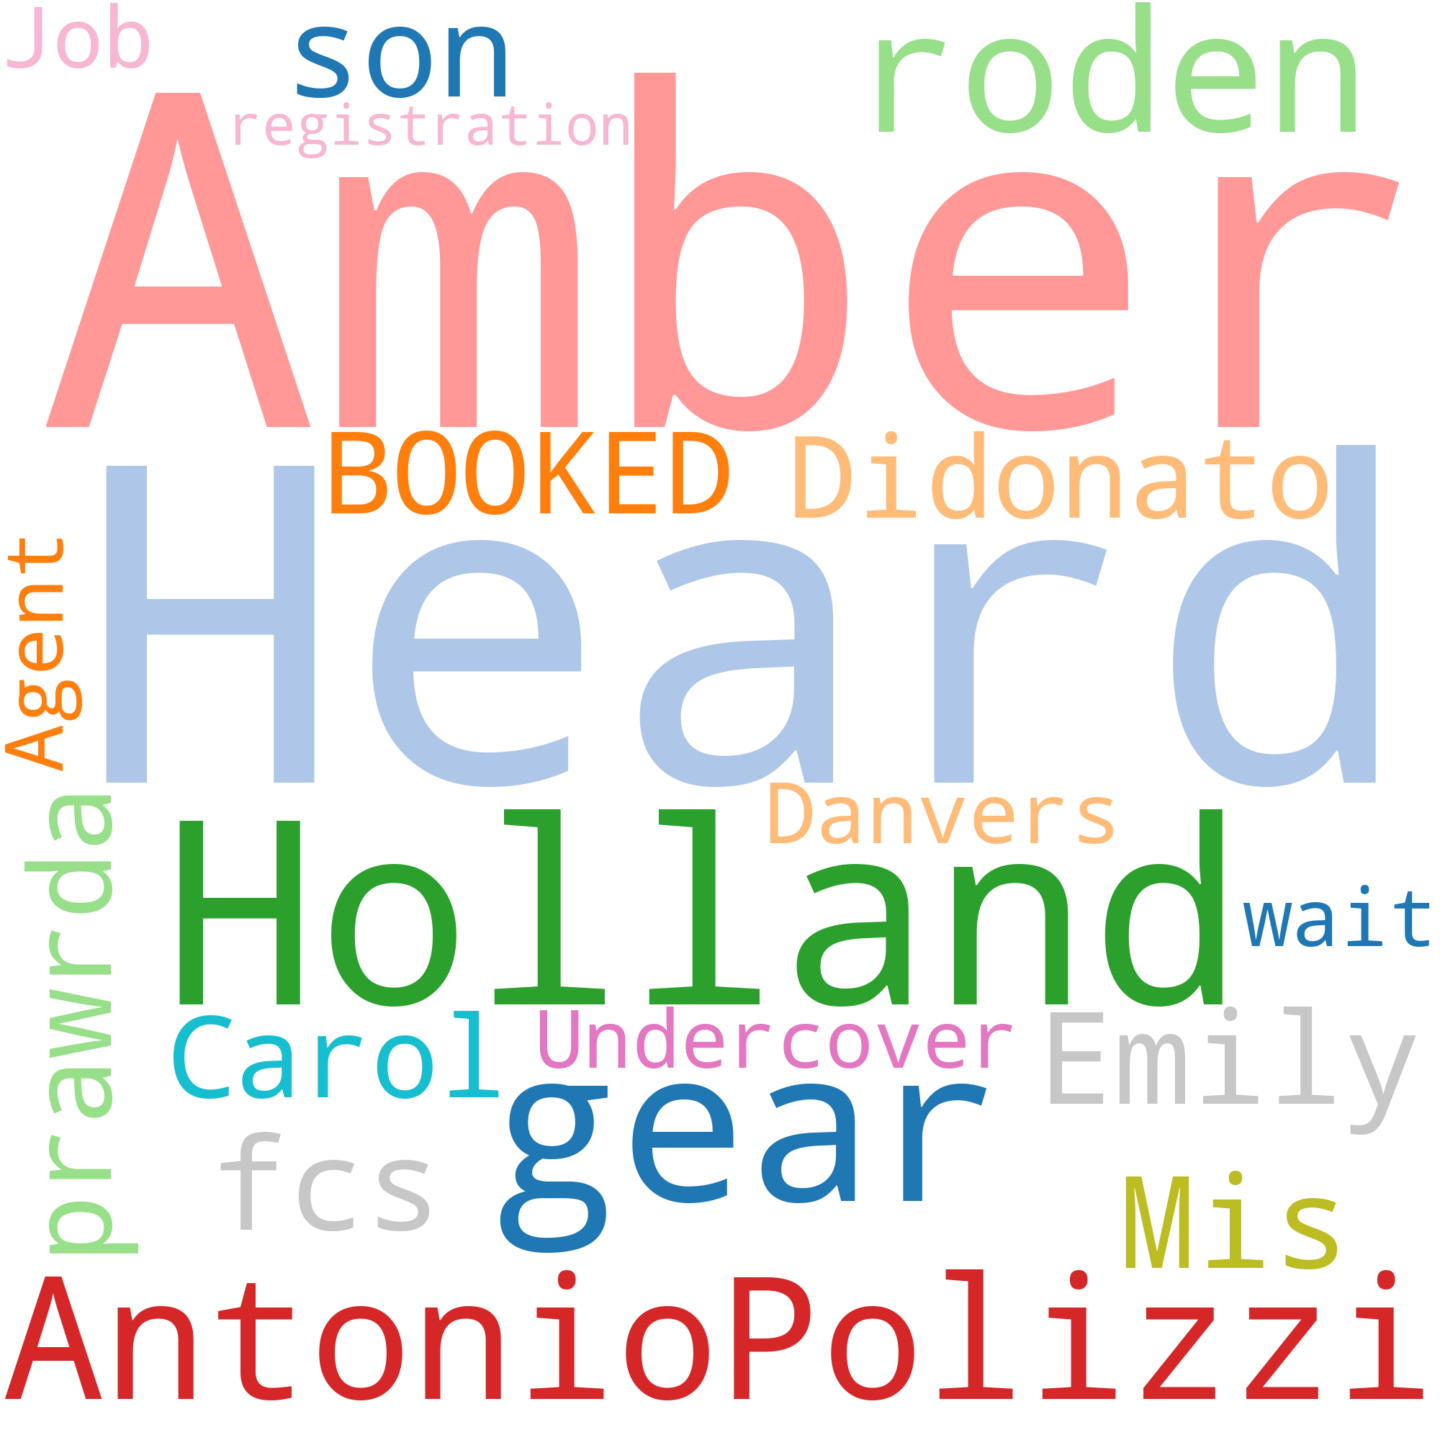 Job
son
roden
registration
Amber
BOOKED
Didonato
Heard
Agent
Danvers
Holland
wait
prawrda
Carol
Undercover
Emily
gear
fcs
Mis
AntonioPolizzi